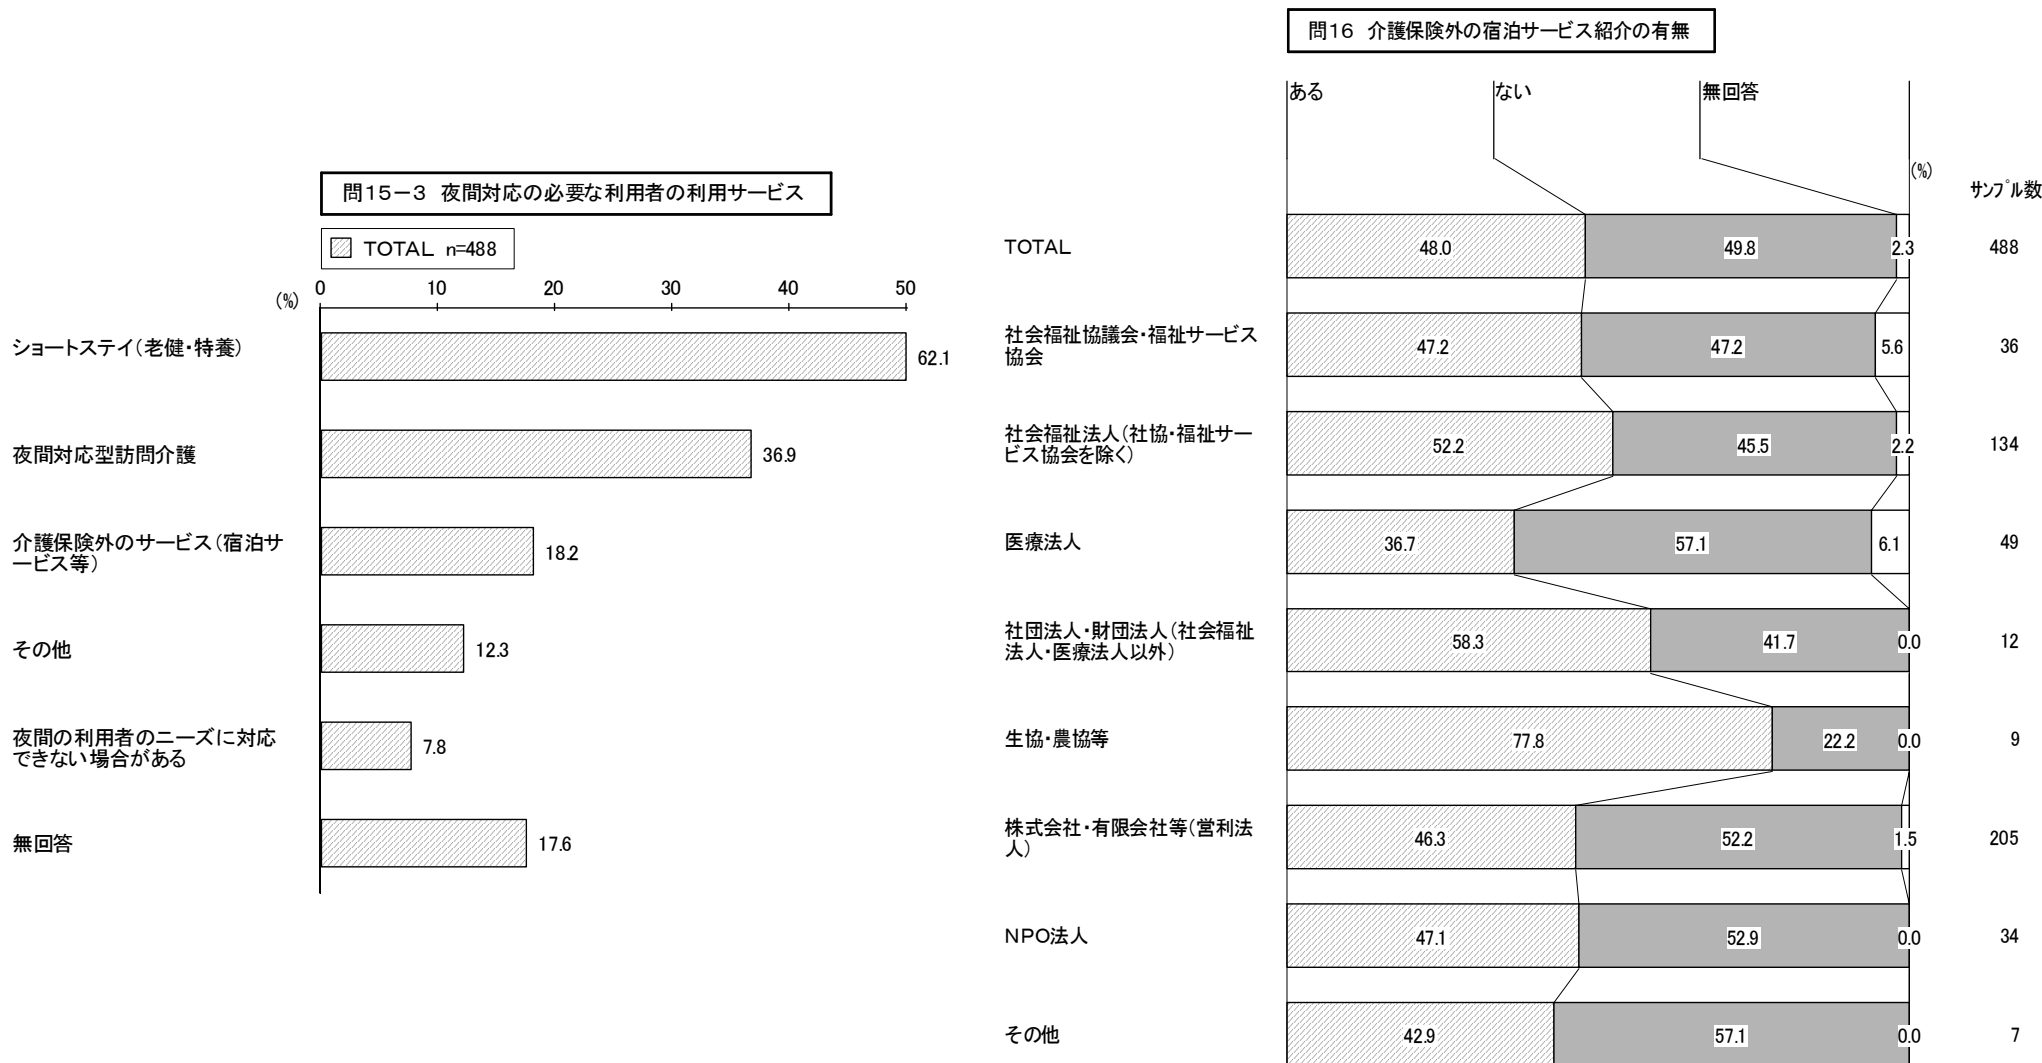 問15－3 夜間対応の必要な利用者の利用サービス
TOTAL n=488
(%)
0 10 20 30 40 50
ショートステイ(老健・特養)
62.1
夜間対応型訪問介護
36.9
介護保険外のサービス(宿泊サ
ービス等)
18.2
その他
12.3
夜間の利用者のニーズに対応
できない場合がある
7.8
無回答
17.6
問16 介護保険外の宿泊サービス紹介の有無
ある ない 無回答
(%)
サンプル数
TOTAL
48.0 49.8 2.3 488
社会福祉協議会・福祉サービス
協会
47.2 47.2 5.6 36
社会福祉法人(社協・福祉サー
ビス協会を除く)
52.2 45.5 2.2 134
医療法人
36.7 57.1 6.1 49
社団法人・財団法人(社会福祉
法人・医療法人以外)
58.3 41.7 0.0 12
生協・農協等
77.8 22.2 0.0 9
株式会社・有限会社等(営利法
人)
46.3 52.2 1.5 205
NPO法人
47.1 52.9 0.0 34
その他
42.9 57.1 0.0 7